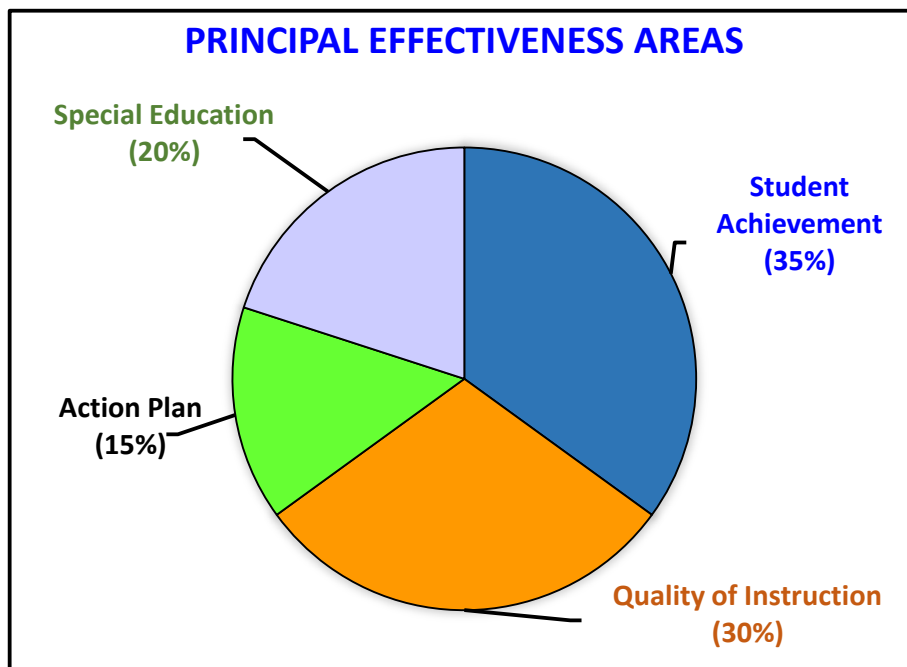 PRINCIPAL EFFECTIVENESS AREAS
Special Education
(20%)
Student
Achievement
(35%)
Action Plan
(15%)
Quality of Instruction
(30%)